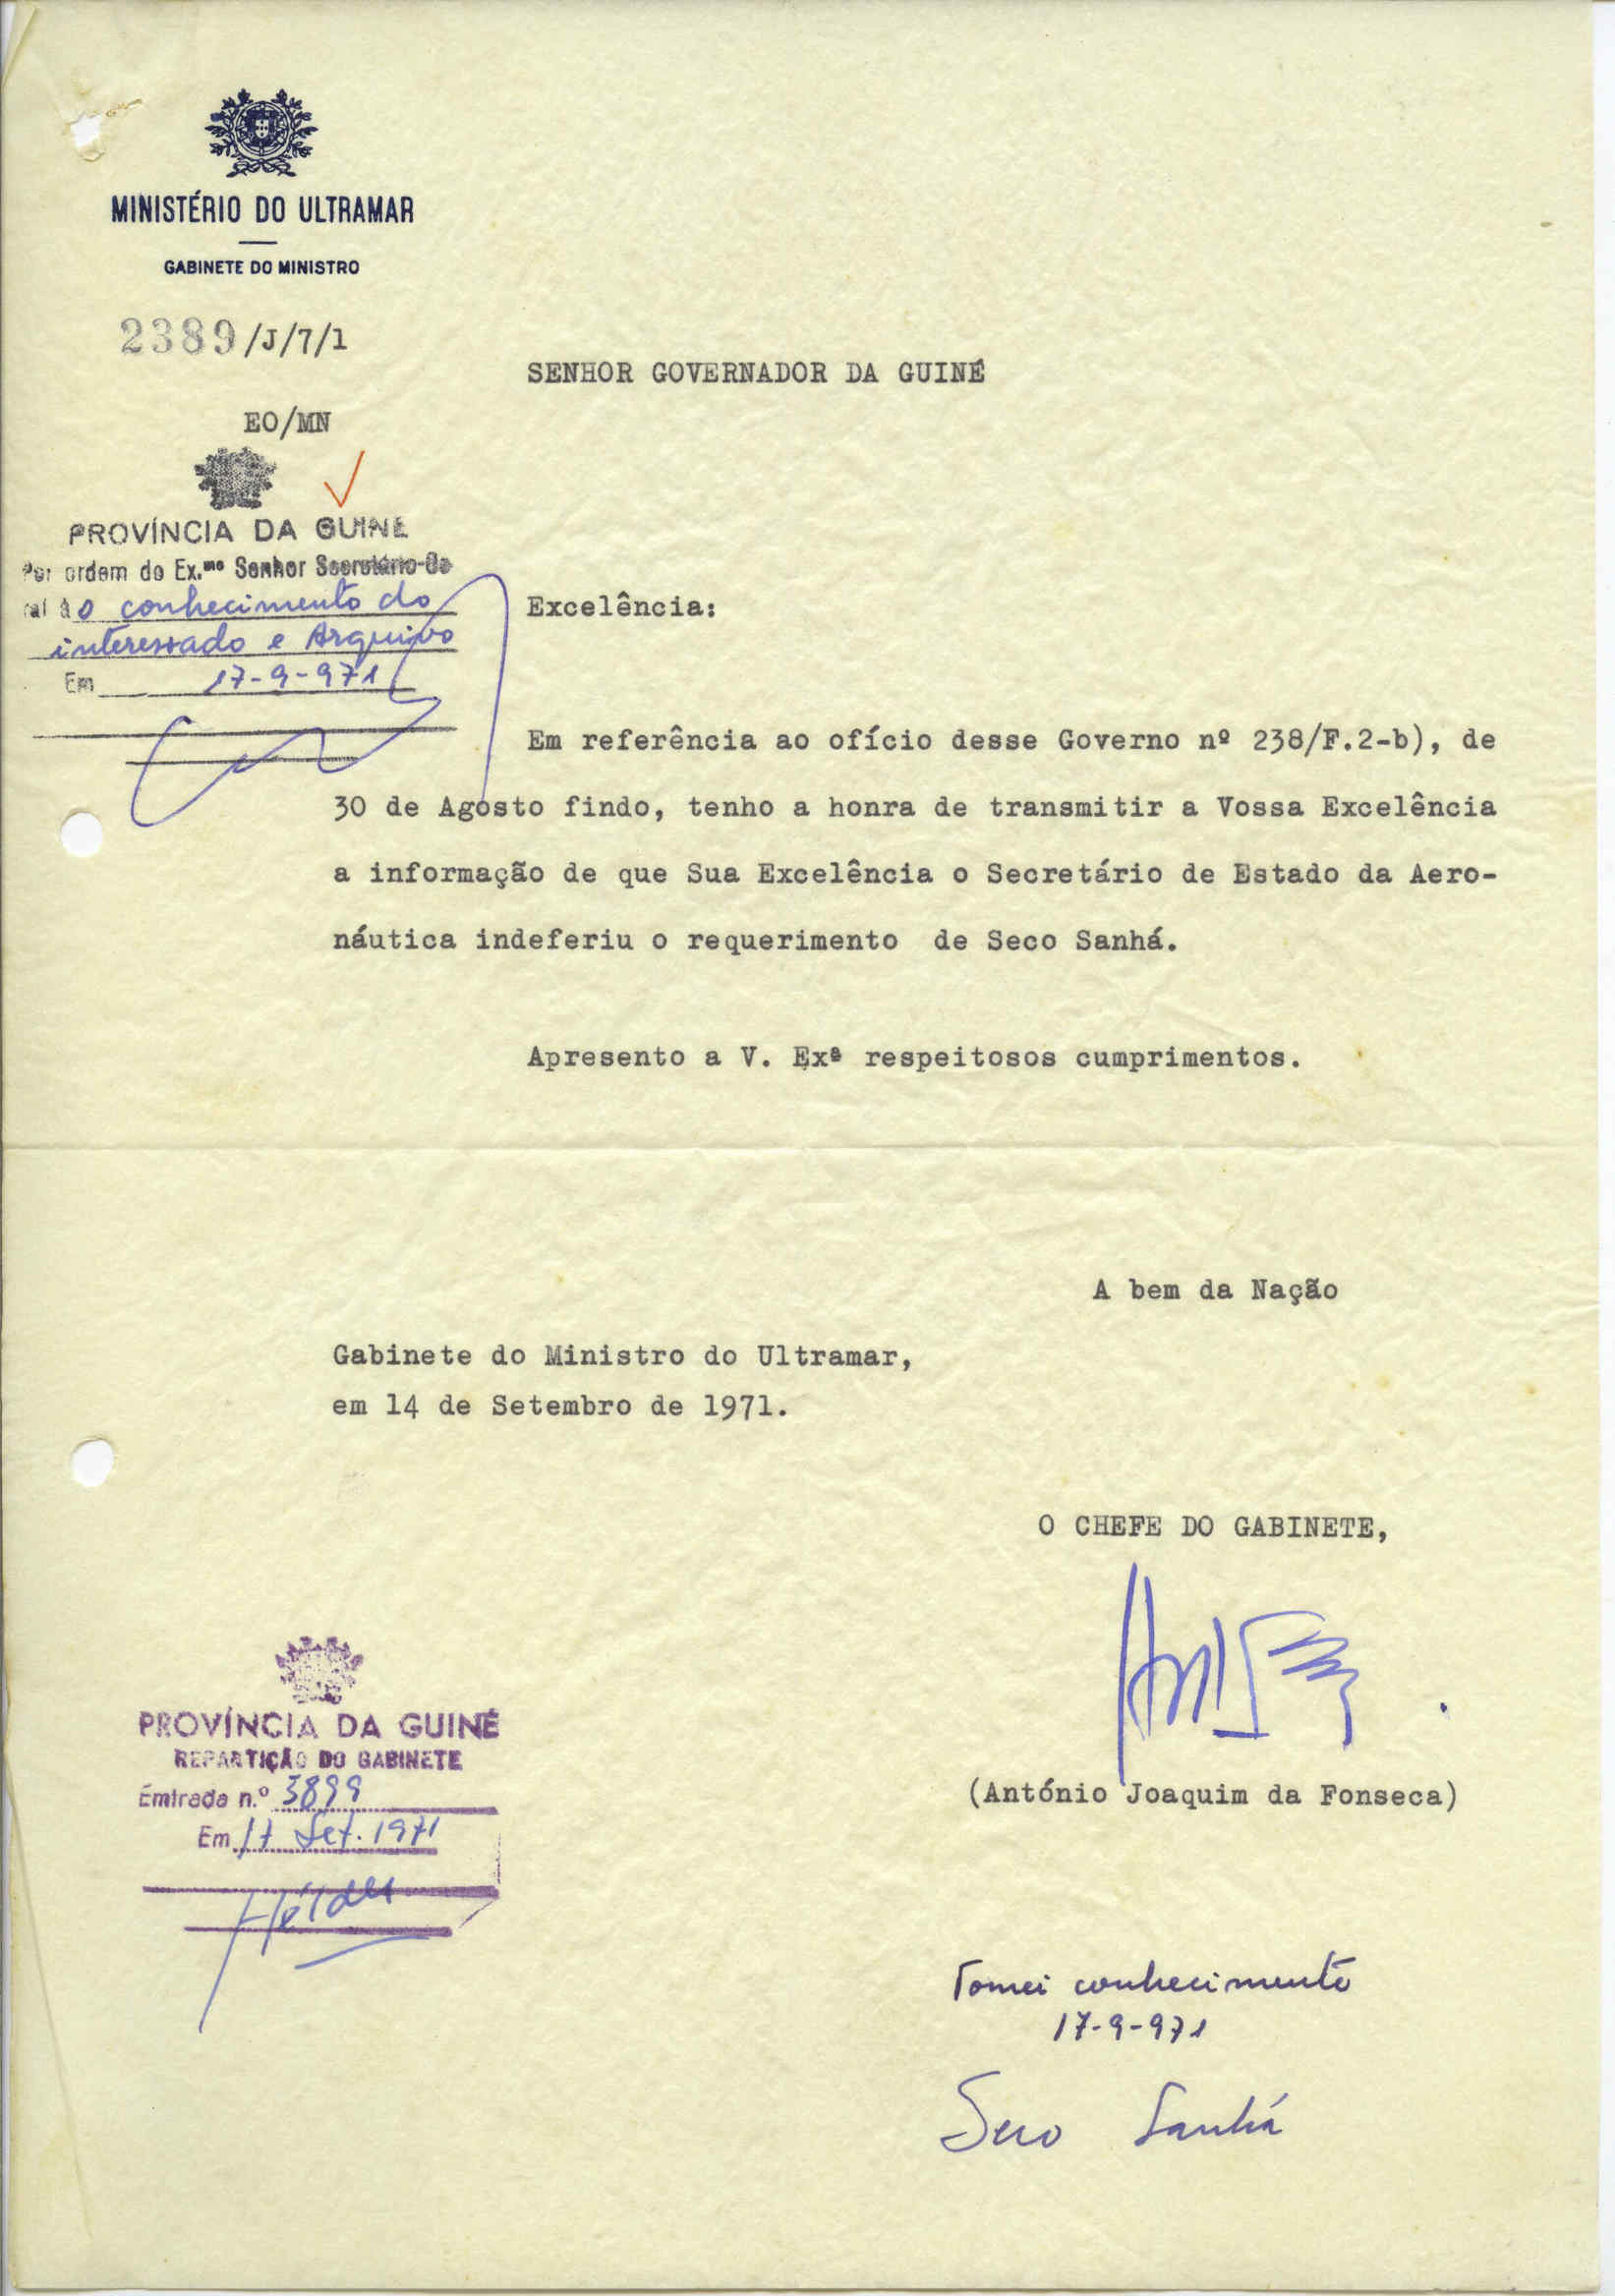 MINISTÉRIO DO ULTRAMAR
GABINETE DO MINISTRO
2389/J/7/1
SENHOR GOVERNADOR DA GUINÉ
EO/MN
PROVÍNCIA DA GUINÉ
Por ordem do Ex.mo Senhor Secretário-Ge
ral ao conhecimento do
interessado e Arquivo
Em 17-9-971
Excelência:
Em referência ao ofício desse Governo nº 238/F.2-b), de
30 de Agosto findo, tenho a honra de transmitir a Vossa Excelência
a informação de que Sua Excelência o Secretário de Estado da Aero-
náutica indeferiu o requerimento de Seco Sanhá.
Apresento a V. Exª respeitosos cumprimentos.
A bem da Nação
Gabinete do Ministro do Ultramar,
em 14 de Setembro de 1971.
O CHEFE DO GABINETE,
(António Joaquim da Fonseca)
PROVÍNCIA DA GUINÉ
REPARTIÇÃO DO GABINETE
Entrada n.º 3899
Em 17 Set. 1971
Tomei conhecimento
17-9-971
Seco Sanhá